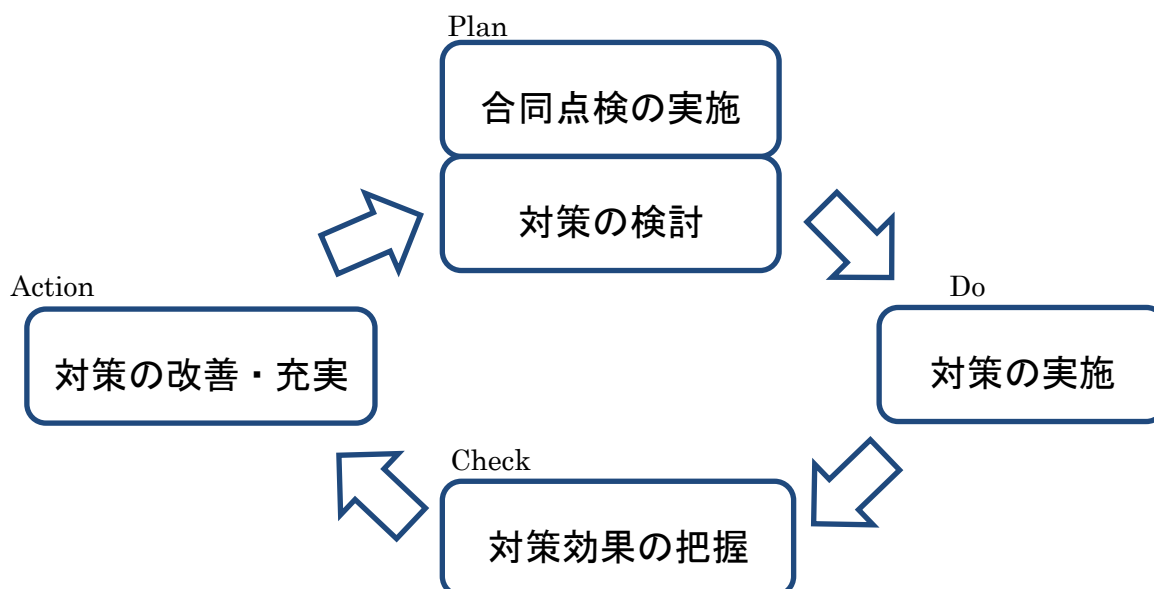 Plan
合同点検の実施
対策の検討
Action
Do
対策の改善・充実
対策の実施
Check
対策効果の把握